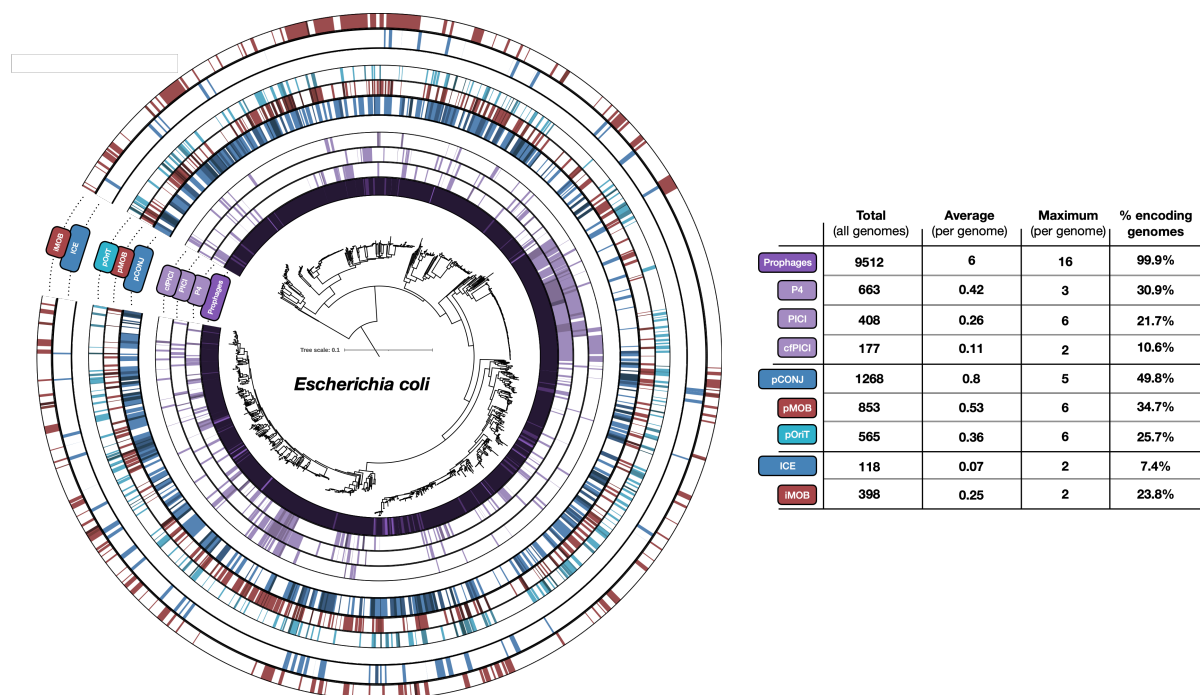 iMOB
ICE
pOriT
pMOB
pCONJ
cfPICI
PICI
P4
Prophages
Tree scale: 0.1
Escherichia coli
Total Average Maximum % encoding
(all genomes) (per genome) (per genome) genomes
Prophages 9512 6 16 99.9%
P4 663 0.42 3 30.9%
PICI 408 0.26 6 21.7%
cfPICI 177 0.11 2 10.6%
pCONJ 1268 0.8 5 49.8%
pMOB 853 0.53 6 34.7%
pOriT 565 0.36 6 25.7%
ICE 118 0.07 2 7.4%
iMOB 398 0.25 2 23.8%